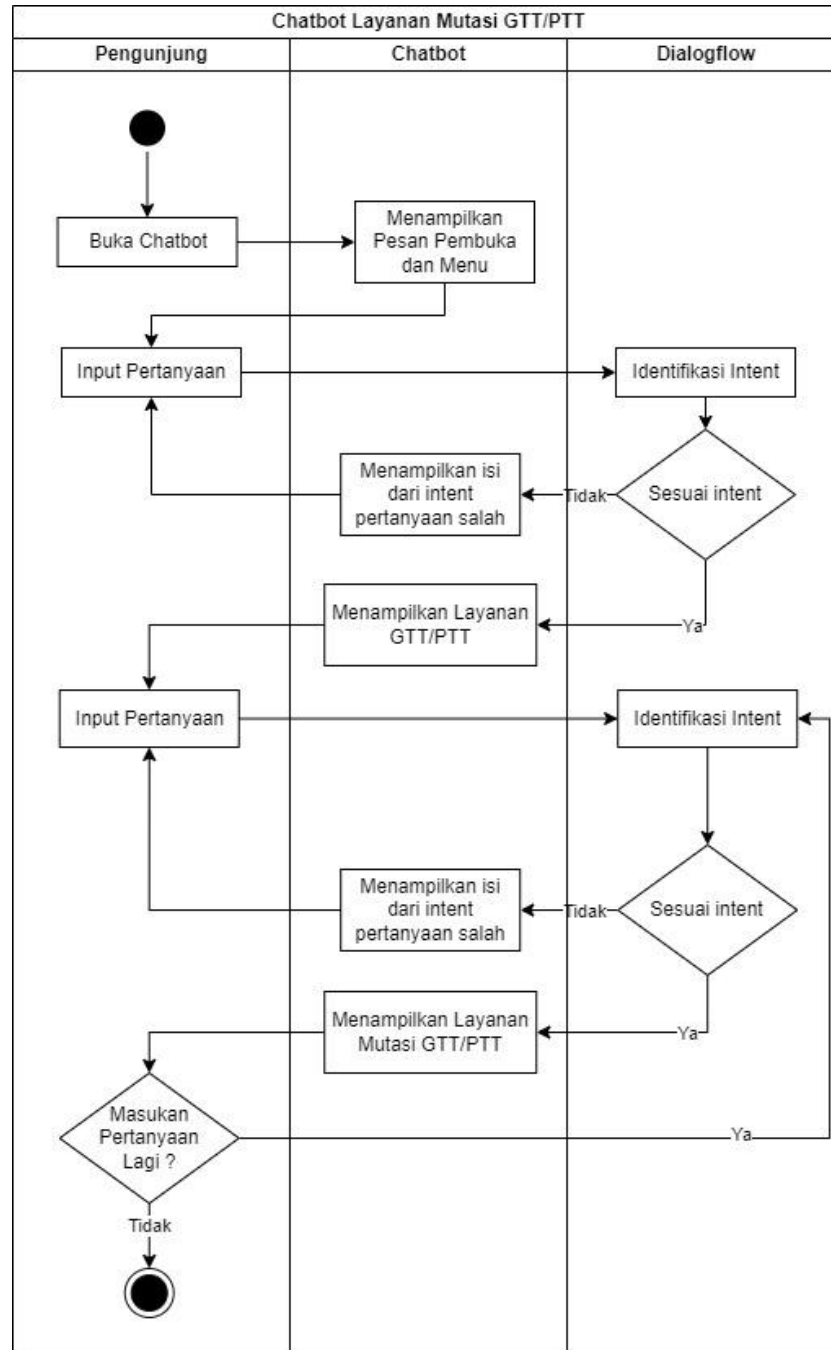 Chatbot Layanan Mutasi GTT/PTT
Pengunjung
Chatbot
Dialogflow
Buka Chatbot
Menampilkan
Pesan Pembuka
dan Menu
Input Pertanyaan
Identifikasi Intent
Menampilkan isi
dari intent
pertanyaan salah
Tidak
Sesuai intent
Menampilkan Layanan
GTT/PTT
Ya
Input Pertanyaan
Identifikasi Intent
Menampilkan isi
dari intent
pertanyaan salah
Tidak
Sesuai intent
Menampilkan Layanan
Mutasi GTT/PTT
Ya
Masukan
Pertanyaan
Lagi ?
Ya
Tidak